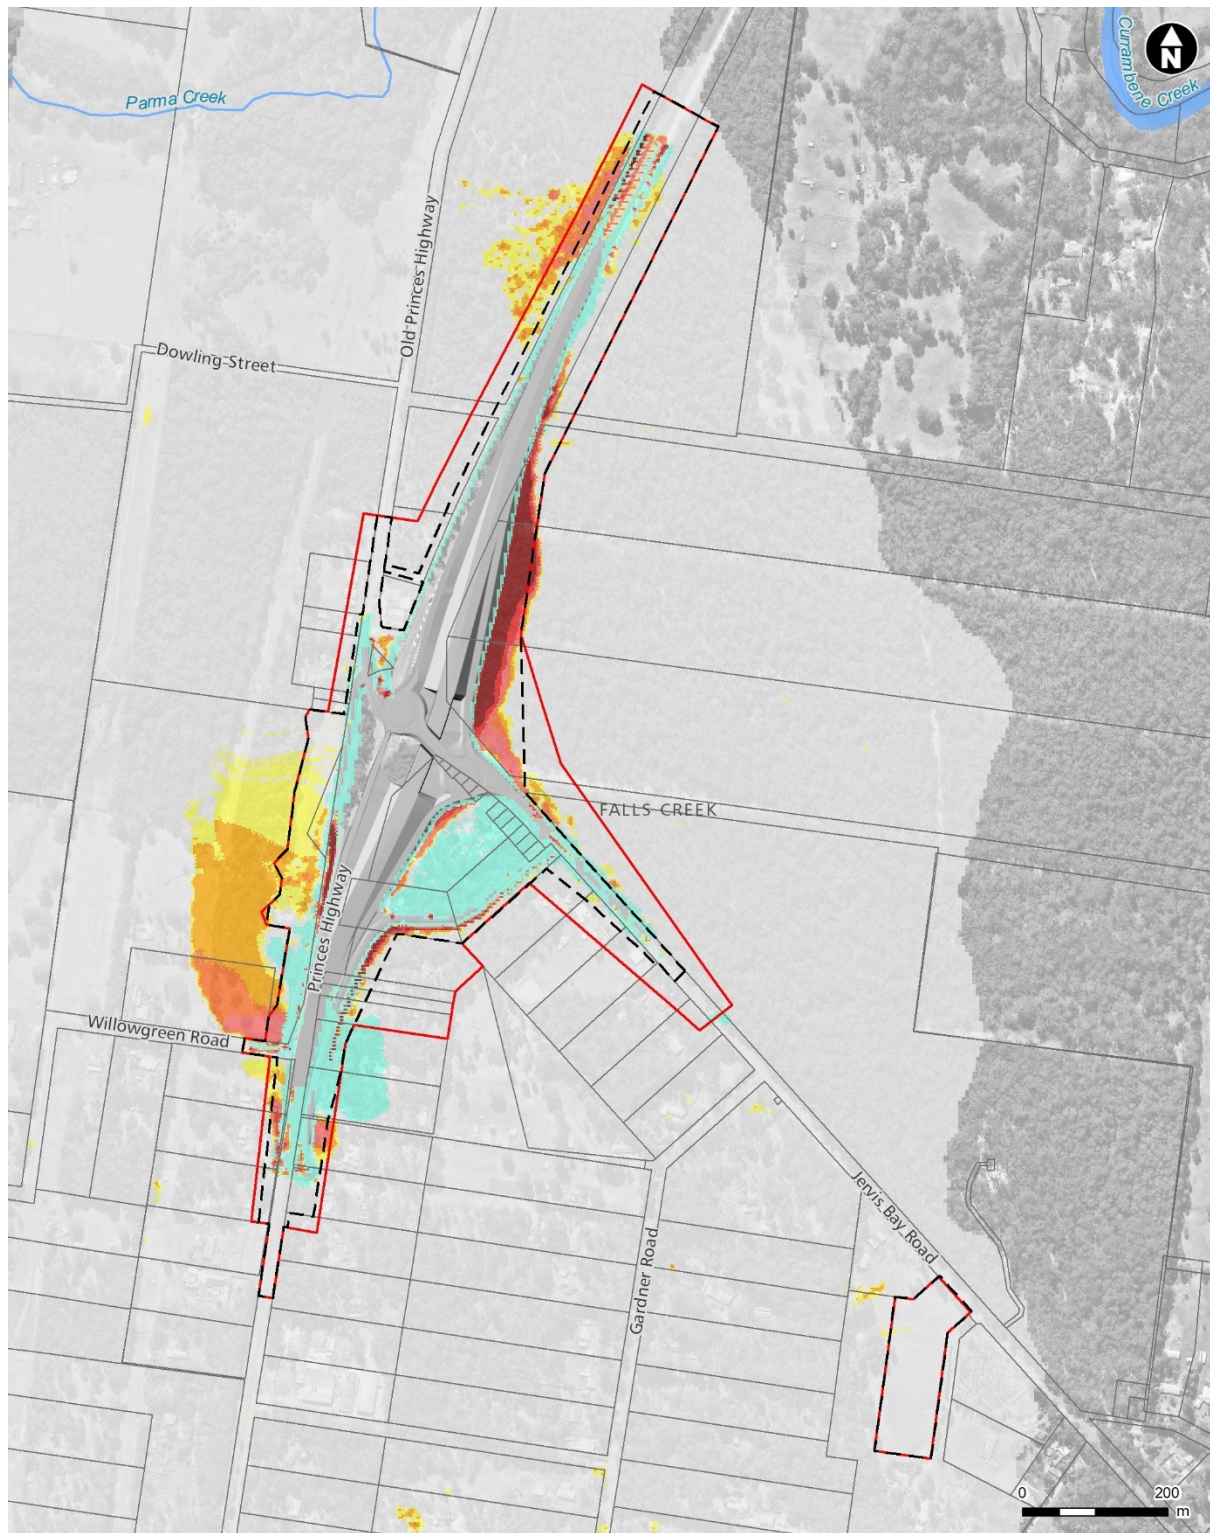 Currambene Creek
N
Parma Creek
Old Princes Highway
Dowling Street
FALLS CREEK
Princes Highway
Willowgreen Road
Jervis Bay Road
Gardner Road
0 200
m